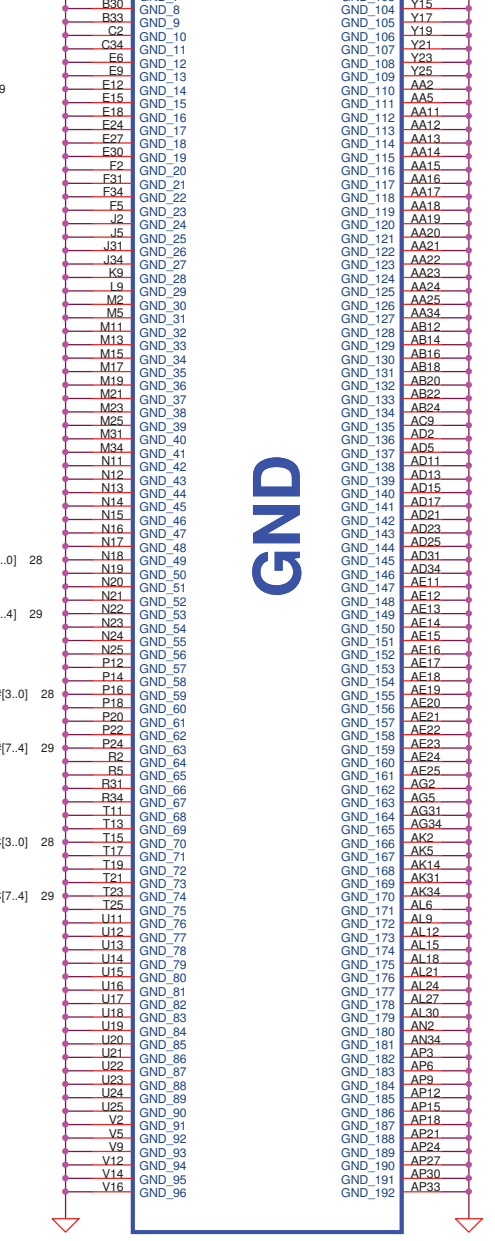 B30 GND_8 GND_104 Y15
B33 GND_9 GND_105 Y17
C2 GND_10 GND_106 Y19
C34 GND_11 GND_107 Y21
E6 GND_12 GND_108 Y23
E9 GND_13 GND_109 Y25
9 E12 GND_14 GND_110 AA2
E15 GND_15 GND_111 AA5
E18 GND_16 GND_112 AA11
E24 GND_17 GND_113 AA12
E27 GND_18 GND_114 AA13
E30 GND_19 GND_115 AA14
F2 GND_20 GND_116 AA15
F31 GND_21 GND_117 AA16
F34 GND_22 GND_118 AA17
F5 GND_23 GND_119 AA18
J2 GND_24 GND_120 AA19
J5 GND_25 GND_121 AA20
J31 GND_26 GND_122 AA21
J34 GND_27 GND_123 AA22
K9 GND_28 GND_124 AA23
L9 GND_29 GND_125 AA24
M2 GND_30 GND_126 AA25
M5 GND_31 GND_127 AA34
M11 GND_32 GND_128 AB12
M13 GND_33 GND_129 AB14
M15 GND_34 GND_130 AB16
M17 GND_35 GND_131 AB18
M19 GND_36 GND_132 AB20
M21 GND_37 GND_133 AB22
M23 GND_38 GND_134 AB24
M25 GND_39 GND_135 AC9
M31 GND_40 GND_136 AD2
M34 GND_41 GND_137 AD5
N11 GND_42 GND_138 AD11
N12 GND_43 GND_139 AD13
N13 GND_44 GND_140 AD15
N14 GND_45 GND_141 AD17
N15 GND_46 GND_142 AD21
N16 GND_47 GND_143 AD23
N17 GND_48 GND_144 AD25
..0] 28 N18 GND_49 GND_145 AD31
N19 GND_50 GND_146 AD34
N20 GND_51 GND_147 AE11
N21 GND_52 GND_148 AE12
..4] 29 N22 GND_53 GND_149 AE13
N23 GND_54 GND_150 AE14
N24 GND_55 GND_151 AE15
N25 GND_56 GND_152 AE16
P12 GND_57 GND_153 AE17
P14 GND_58 GND_154 AE18
[3..0] 28 P16 GND_59 GND_155 AE19
P18 GND_60 GND_156 AE20
P20 GND_61 GND_157 AE21
P22 GND_62 GND_158 AE22
[7..4] 29 P24 GND_63 GND_159 AE23
R2 GND_64 GND_160 AE24
R5 GND_65 GND_161 AE25
R31 GND_66 GND_162 AG2
R34 GND_67 GND_163 AG5
T11 GND_68 GND_164 AG31
T13 GND_69 GND_165 AG34
[3..0] 28 T15 GND_70 GND_166 AK2
T17 GND_71 GND_167 AK5
T19 GND_72 GND_168 AK14
T21 GND_73 GND_169 AK31
[7..4] 29 T23 GND_74 GND_170 AK34
T25 GND_75 GND_171 AL6
U11 GND_76 GND_172 AL9
U12 GND_77 GND_173 AL12
U13 GND_78 GND_174 AL15
U14 GND_79 GND_175 AL18
U15 GND_80 GND_176 AL21
U16 GND_81 GND_177 AL24
U17 GND_82 GND_178 AL27
U18 GND_83 GND_179 AL30
U19 GND_84 GND_180 AN2
U20 GND_85 GND_181 AN34
U21 GND_86 GND_182 AP3
U22 GND_87 GND_183 AP6
U23 GND_88 GND_184 AP9
U24 GND_89 GND_185 AP12
U25 GND_90 GND_186 AP15
V2 GND_91 GND_187 AP18
V5 GND_92 GND_188 AP21
V9 GND_93 GND_189 AP24
V12 GND_94 GND_190 AP27
V14 GND_95 GND_191 AP30
V16 GND_96 GND_192 AP33
GND